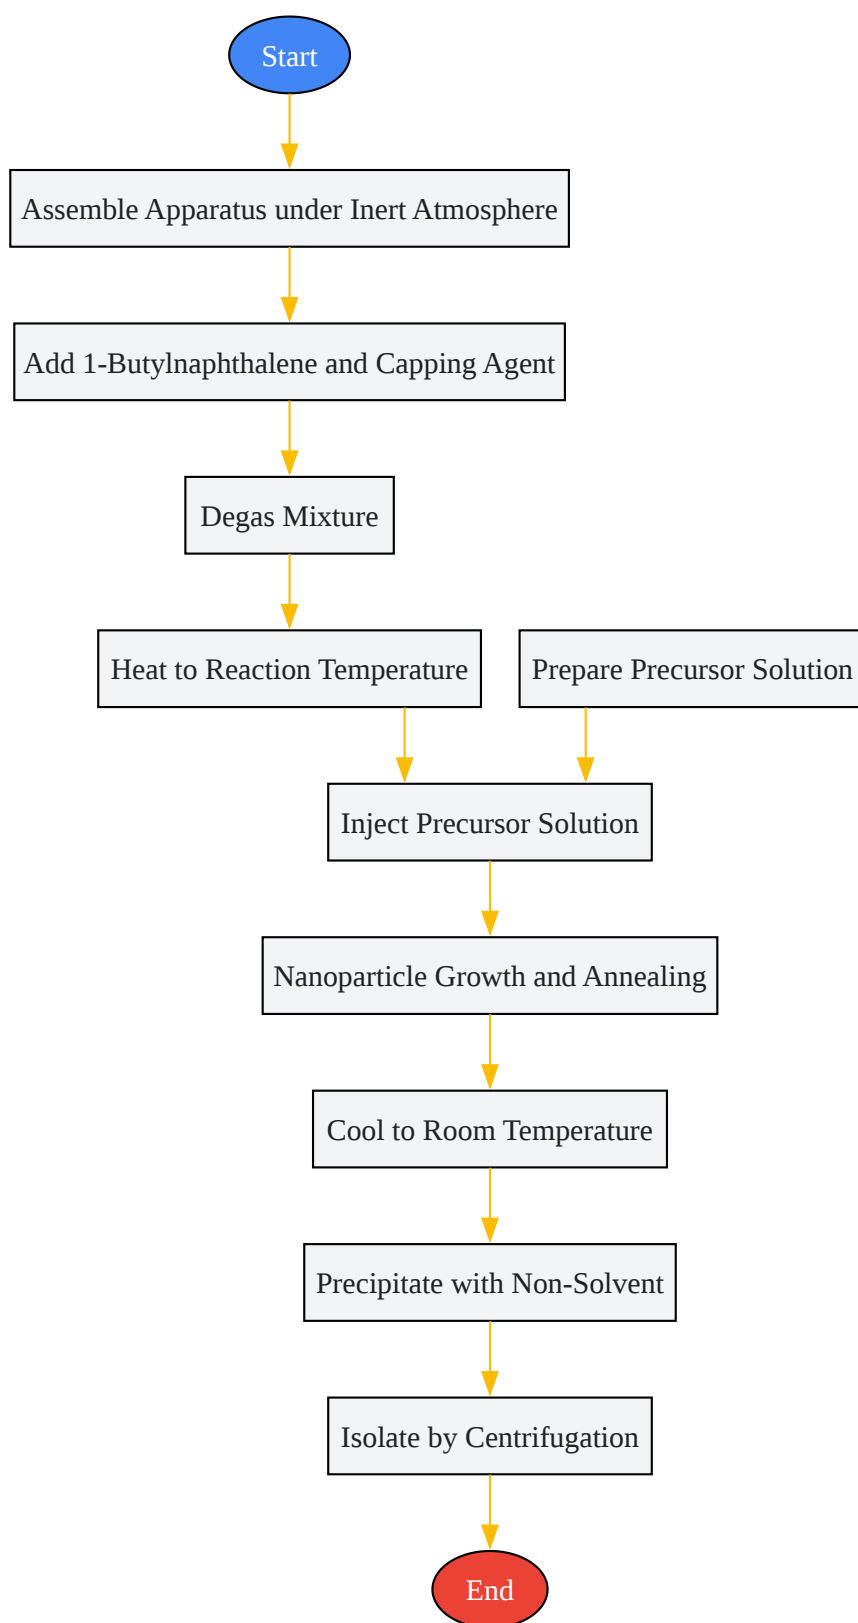 Start
Assemble Apparatus under Inert Atmosphere
Add 1-Butylnaphthalene and Capping Agent
Degas Mixture
Heat to Reaction Temperature
Prepare Precursor Solution
Inject Precursor Solution
Nanoparticle Growth and Annealing
Cool to Room Temperature
Precipitate with Non-Solvent
Isolate by Centrifugation
End